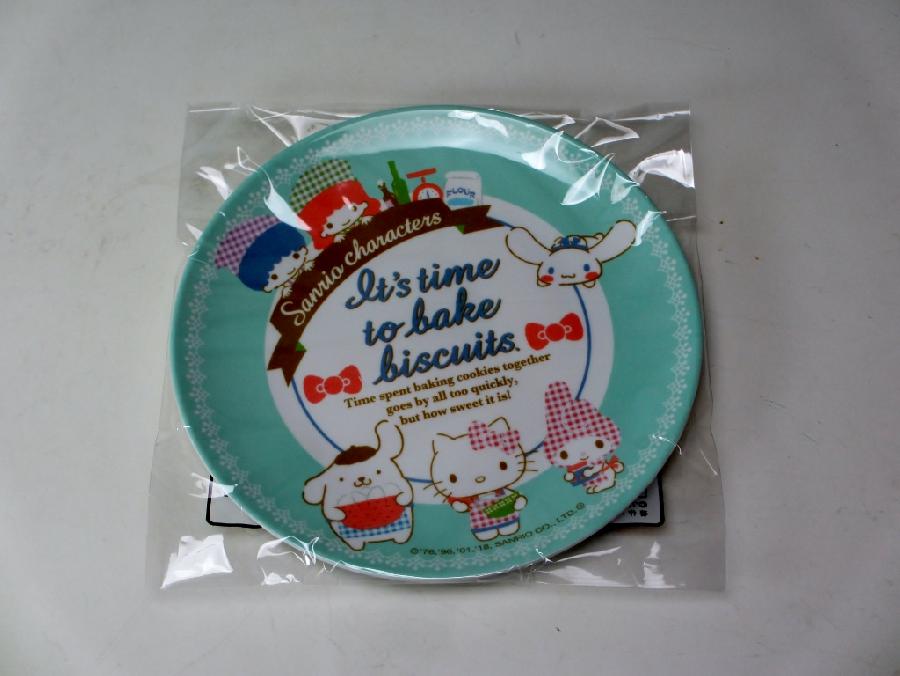 FLOUR
Sanrio characters
It's time
to bake
biscuits.
Time spent baking cookies together
goes by all too quickly,
but how sweet it is!